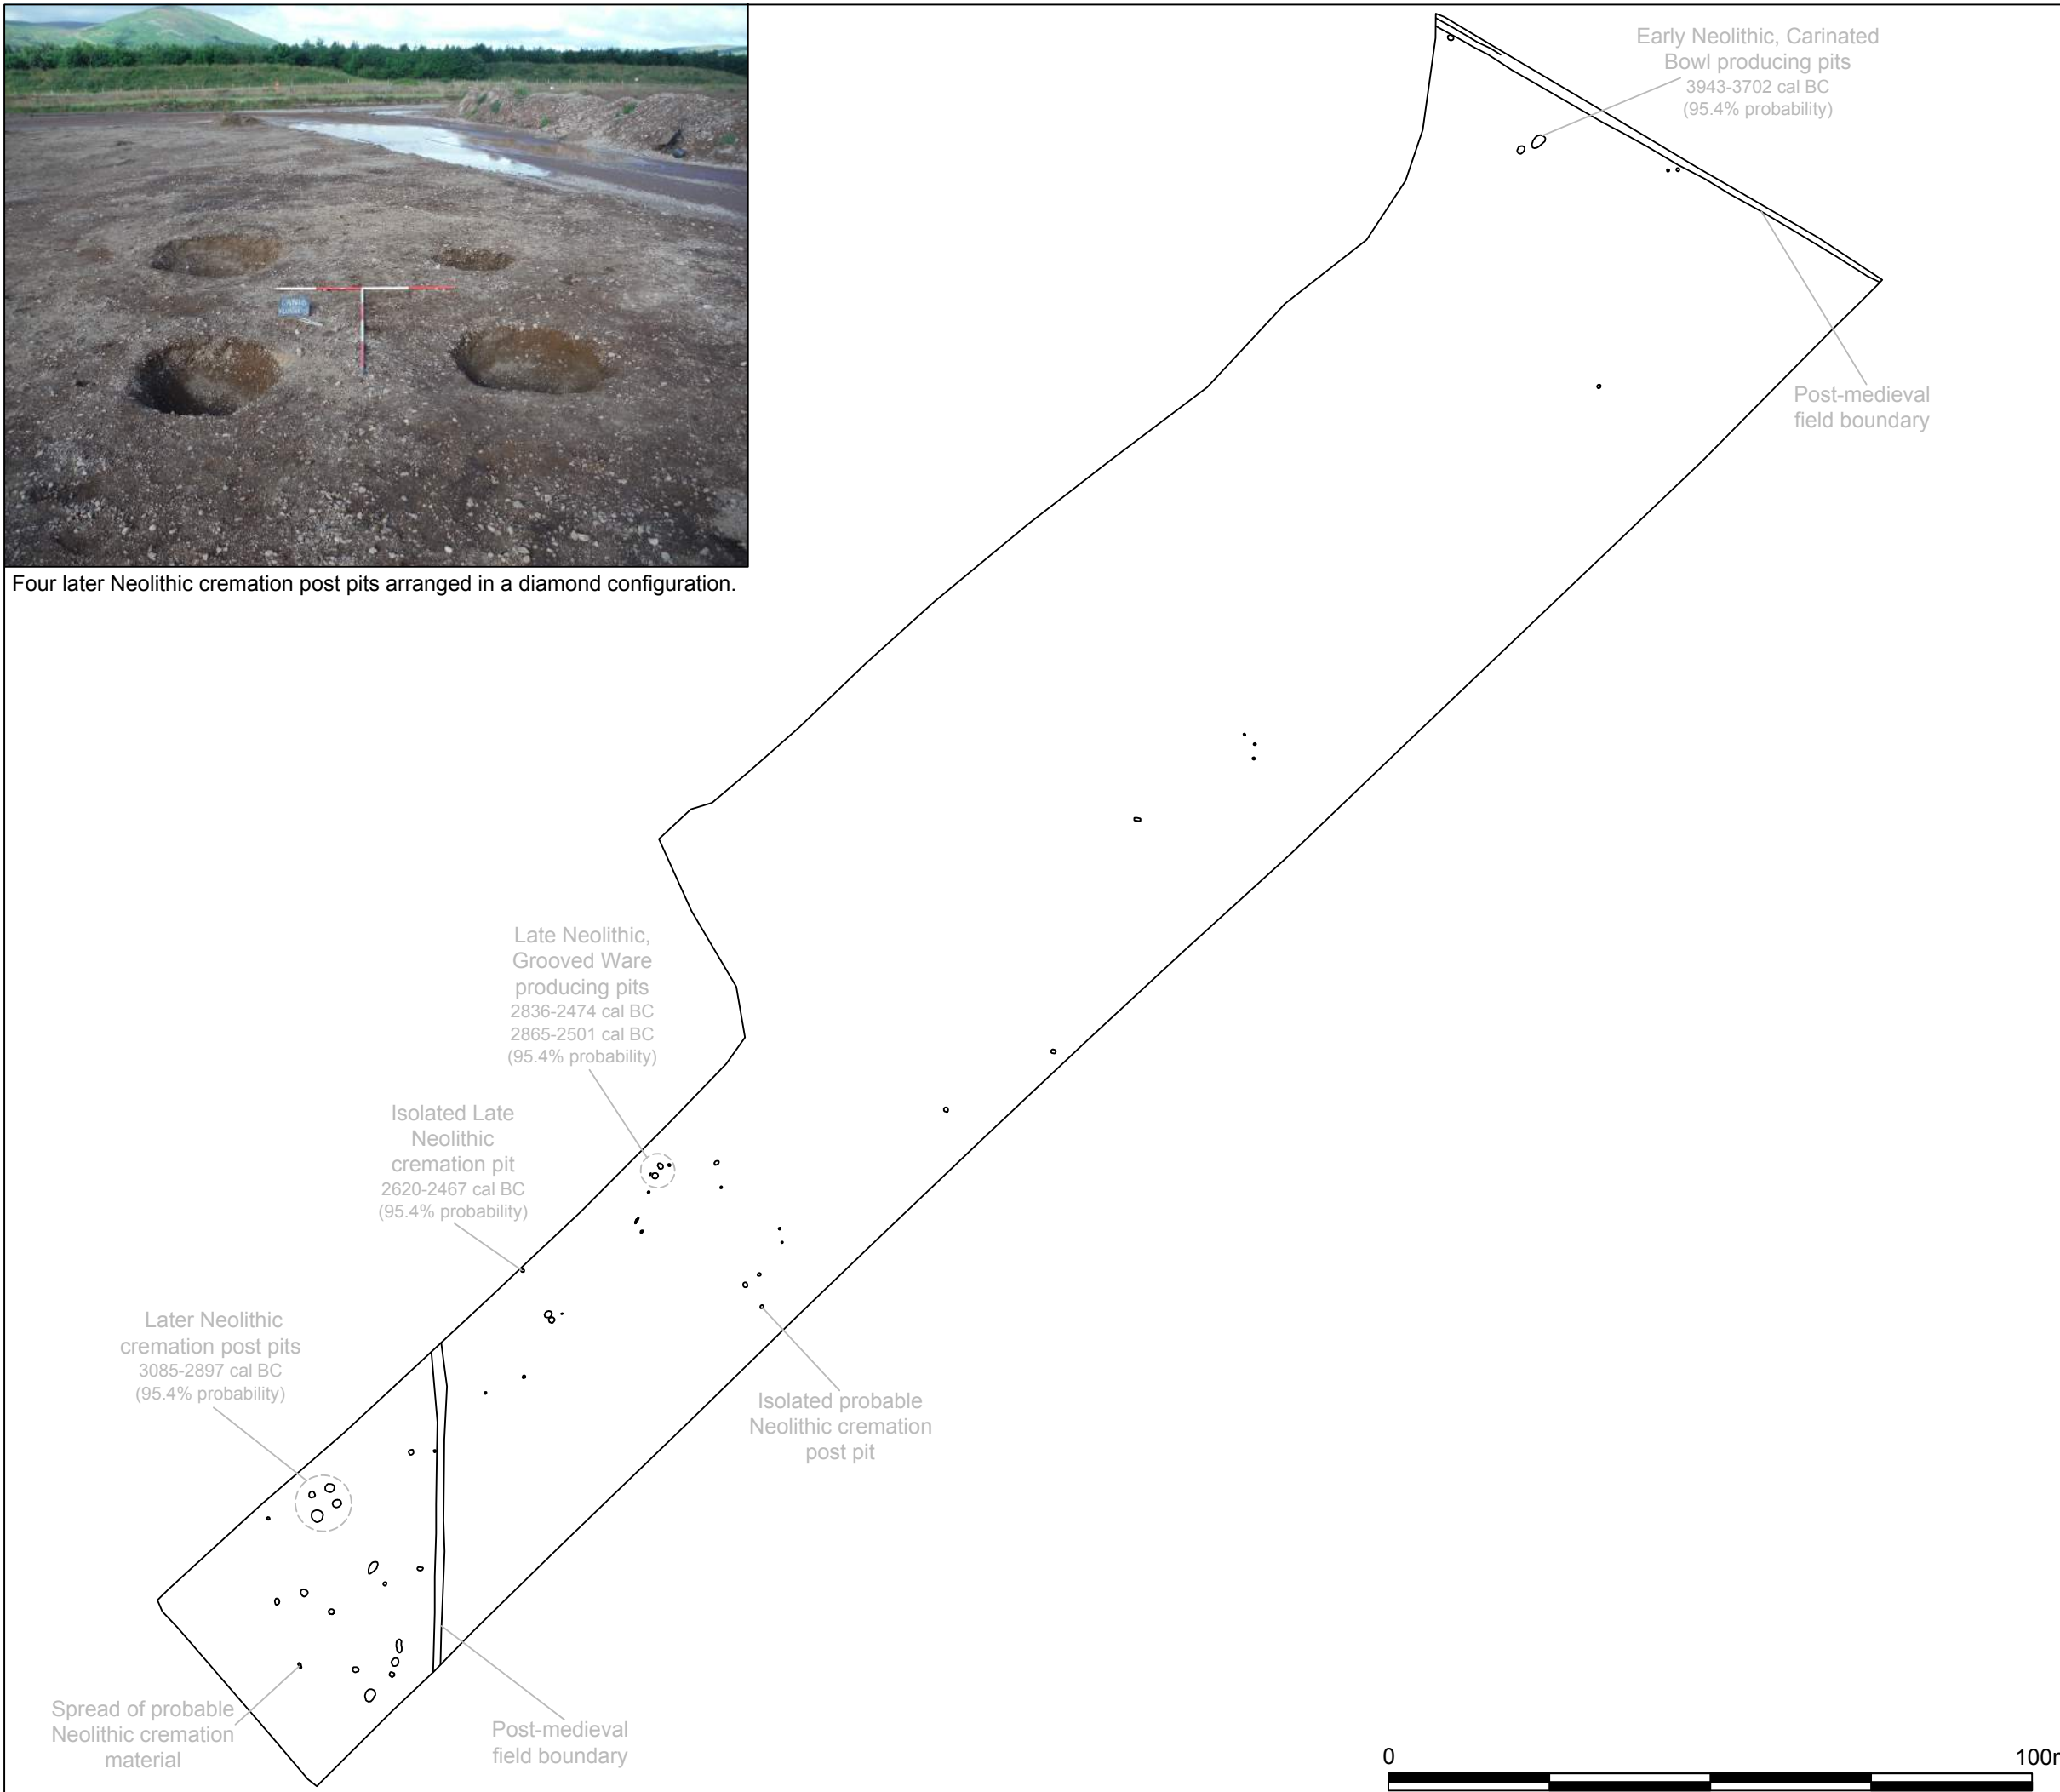 Early Neolithic, Carinated
Bowl producing pits
3943-3702 cal BC
(95.4% probability)
Post-medieval
field boundary
Four later Neolithic cremation post pits arranged in a diamond configuration.
Late Neolithic,
Grooved Ware
producing pits
2836-2474 cal BC
2865-2501 cal BC
(95.4% probability)
Isolated Late
Neolithic
cremation pit
2620-2467 cal BC
(95.4% probability)
Later Neolithic
cremation post pits
3085-2897 cal BC
(95.4% probability)
Isolated probable
Neolithic cremation
post pit
Spread of probable
Neolithic cremation
material
Post-medieval
field boundary
0 100m